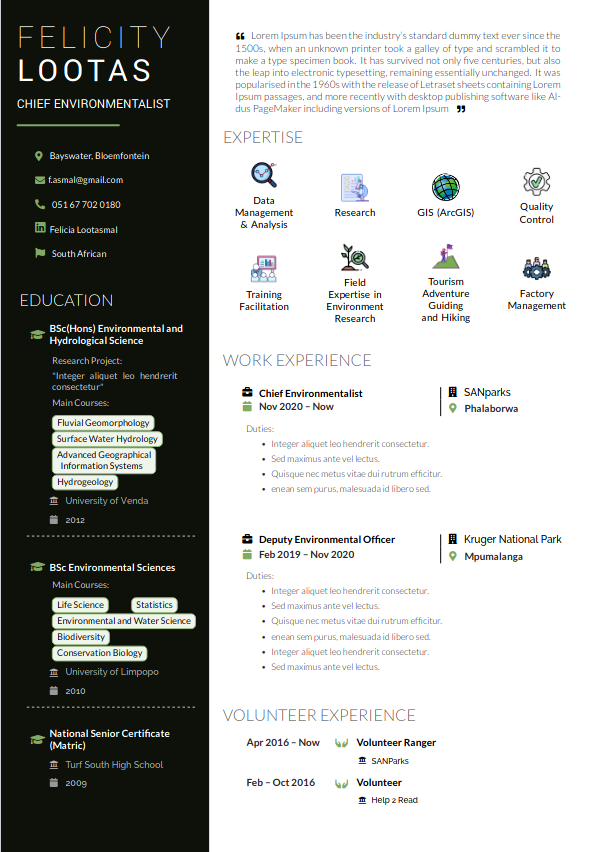 FELICITY
LOOTAS
CHIEF ENVIRONMENTALIST
Bayswater, Bloemfontein
f.asmal@gmail.com
051 67 702 0180
Felicia Lootasmal
South African
EDUCATION
BSc(Hons) Environmental and
Hydrological Science
Research Project:
"Integer aliquet leo hendrerit
consectetur"
Main Courses:
Fluvial Geomorphology
Surface Water Hydrology
Advanced Geographical
Information Systems
Hydrogeology
University of Venda
2012
BSc Environmental Sciences
Main Courses:
Life Science Statistics
Environmental and Water Science
Biodiversity
Conservation Biology
University of Limpopo
2010
National Senior Certificate
(Matric)
Turf South High School
2009
❝ Lorem Ipsum has been the industry's standard dummy text ever since the
1500s, when an unknown printer took a galley of type and scrambled it to
make a type specimen book. It has survived not only five centuries, but also
the leap into electronic typesetting, remaining essentially unchanged. It was
popularised in the 1960s with the release of Letraset sheets containing Lorem
Ipsum passages, and more recently with desktop publishing software like Al-
dus PageMaker including versions of Lorem Ipsum ❞
EXPERTISE
Data
Management
& Analysis
Research
GIS (ArcGIS)
Quality
Control
Training
Facilitation
Field
Expertise in
Environment
Research
Tourism
Adventure
Guiding
and Hiking
Factory
Management
WORK EXPERIENCE
Chief Environmentalist
Nov 2020 – Now
SANparks
Phalaborwa
Duties:
• Integer aliquet leo hendrerit consectetur.
• Sed maximus ante vel lectus.
• Quisque nec metus vitae dui rutrum efficitur.
• enean sem purus, malesuada id libero sed.
Deputy Environmental Officer
Feb 2019 – Nov 2020
Kruger National Park
Mpumalanga
Duties:
• Integer aliquet leo hendrerit consectetur.
• Sed maximus ante vel lectus.
• Quisque nec metus vitae dui rutrum efficitur.
• enean sem purus, malesuada id libero sed.
• Integer aliquet leo hendrerit consectetur.
• Sed maximus ante vel lectus.
VOLUNTEER EXPERIENCE
Apr 2016 – Now Volunteer Ranger
SANParks
Feb – Oct 2016 Volunteer
Help 2 Read